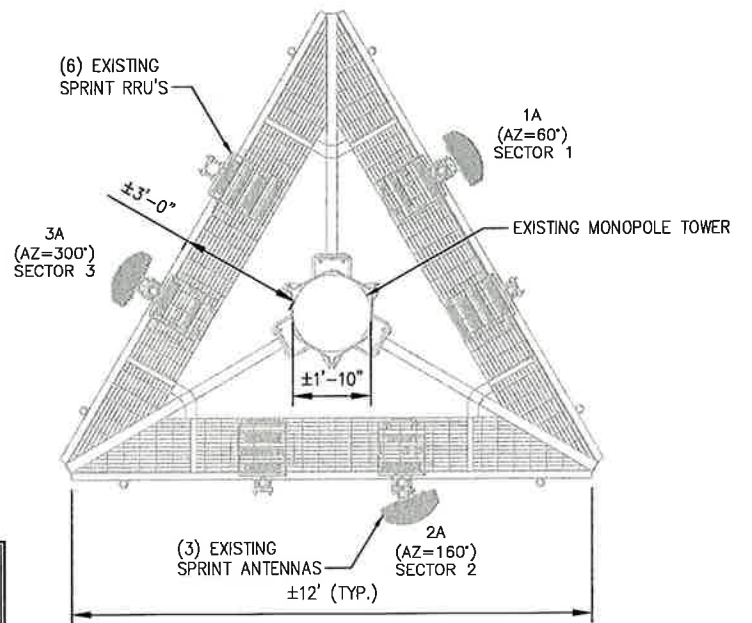 (6) EXISTING
SPRINT RRU'S
1A
(AZ=60°)
SECTOR 1
±3'-0"
3A
(AZ=300°)
SECTOR 3
EXISTING MONOPOLE TOWER
±1'-10"
(3) EXISTING
SPRINT ANTENNAS
2A
(AZ=160°)
SECTOR 2
±12' (TYP.)